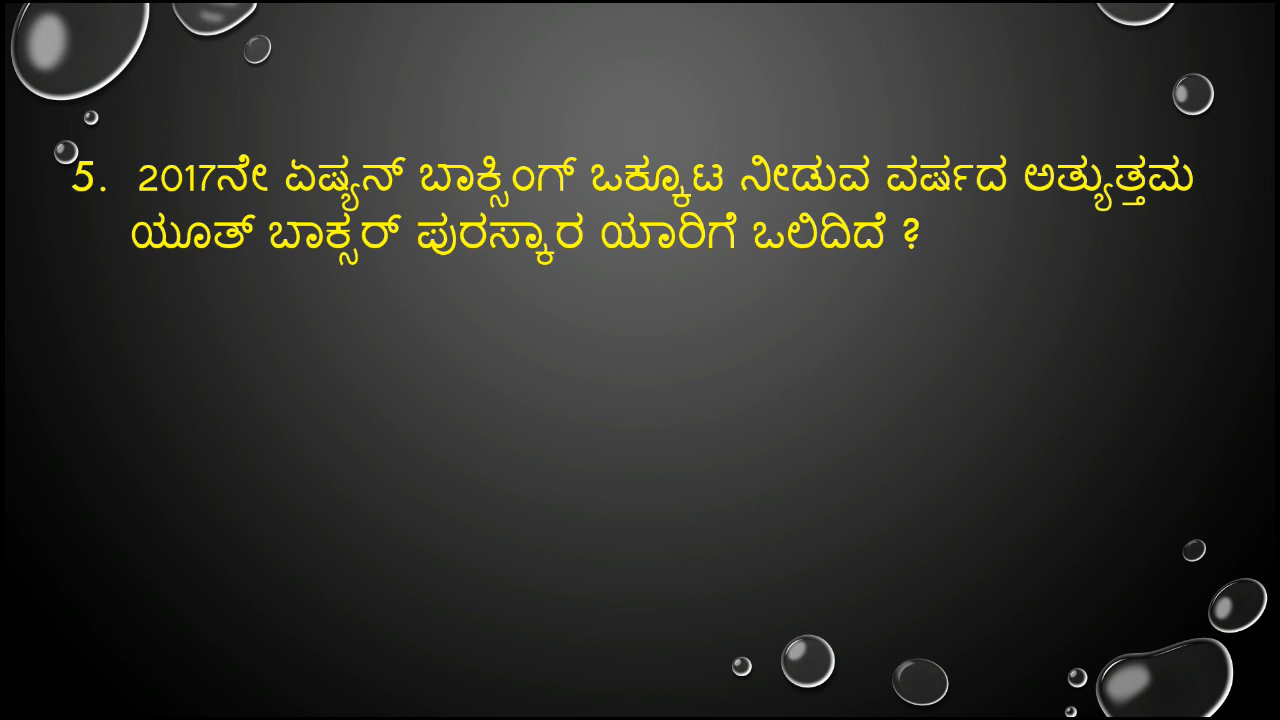 5. 2017ನೇ ಏಷ್ಯನ್ ಬಾಕ್ಸಿಂಗ್ ಒಕ್ಕೂಟ ನೀಡುವ ವರ್ಷದ ಅತ್ಯುತ್ತಮ
ಯೂತ್ ಬಾಕ್ಸರ್ ಪುರಸ್ಕಾರ ಯಾರಿಗೆ ಒಲಿದಿದೆ ?